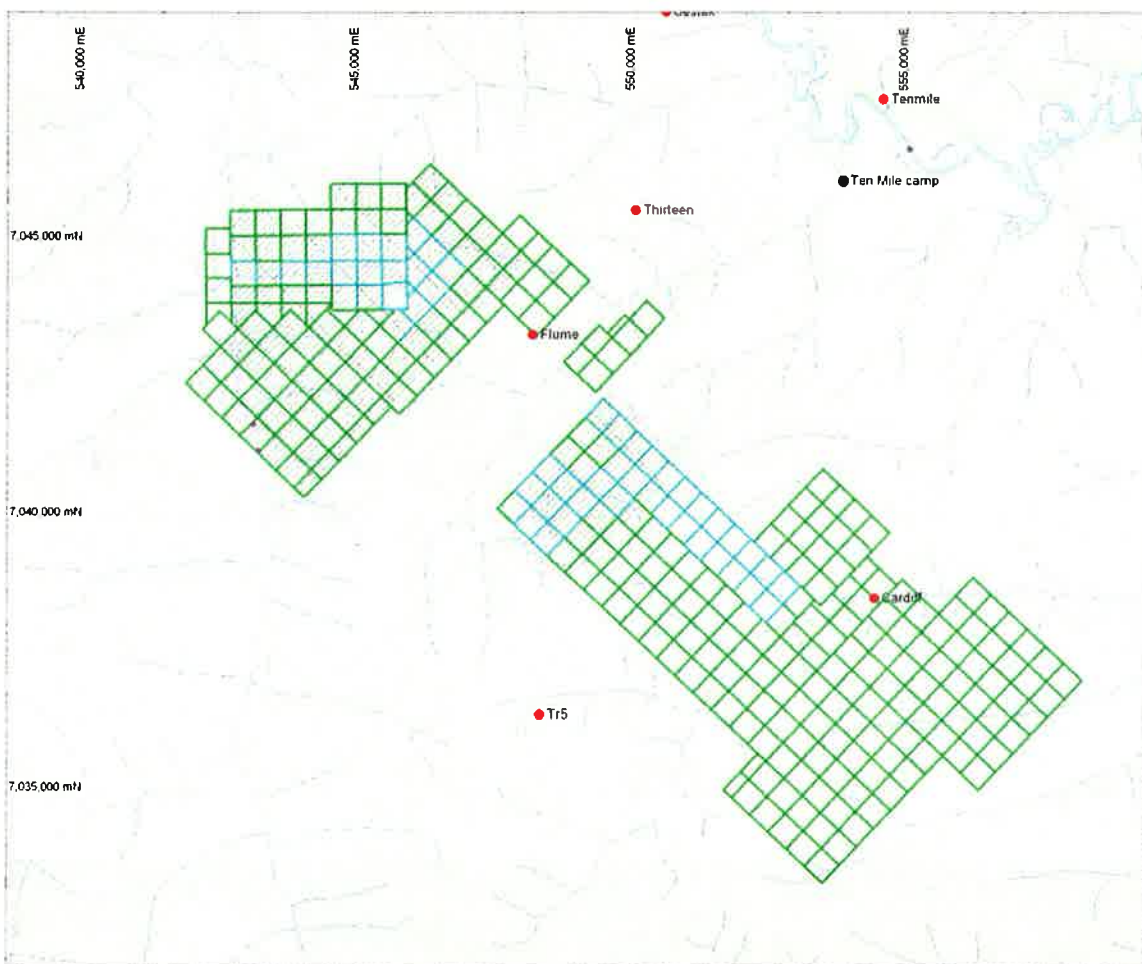 540,000 mE
545,000 mE
550,000 mE
555,000 mE
Tenmile
Ten Mile camp
Thirteen
7,045,000 mN
Flume
7,040,000 mN
Cardiff
Tr5
7,035,000 mN